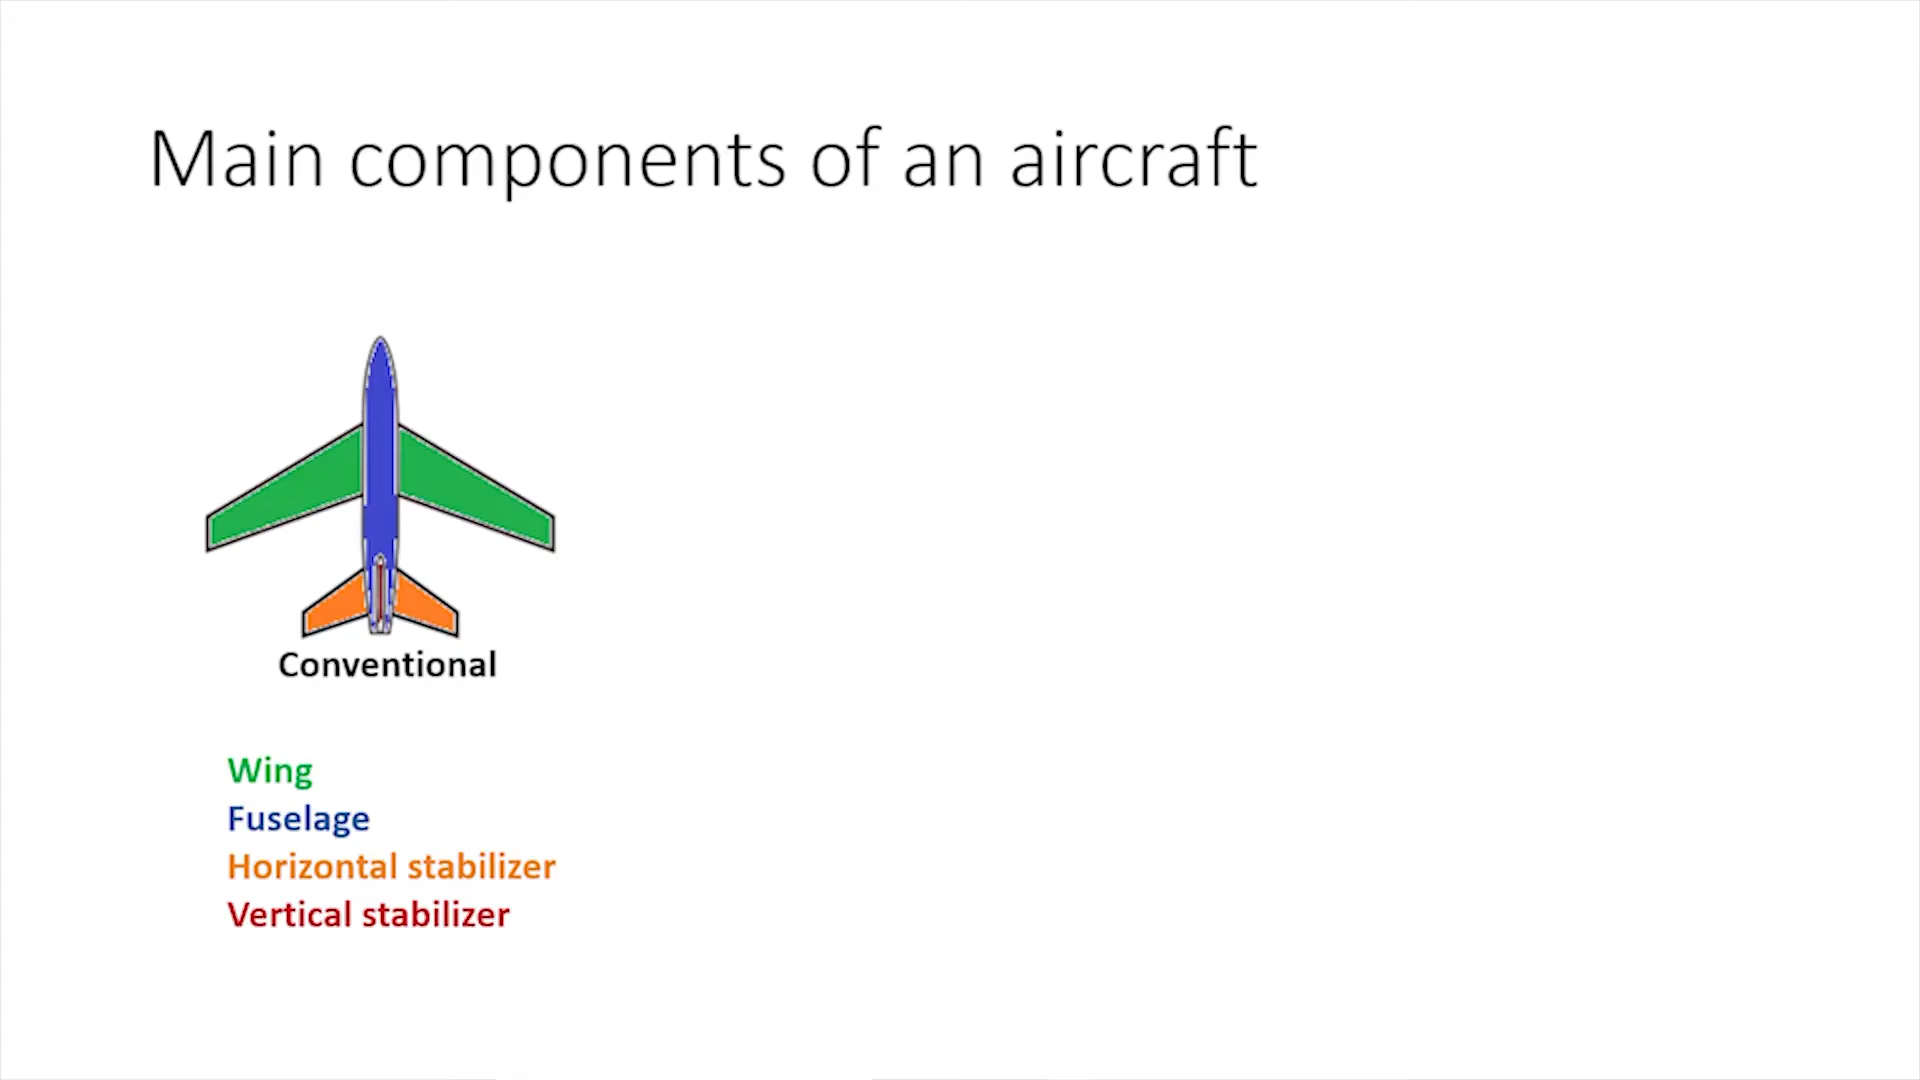 Main components of an aircraft
Conventional
Wing
Fuselage
Horizontal stabilizer
Vertical stabilizer